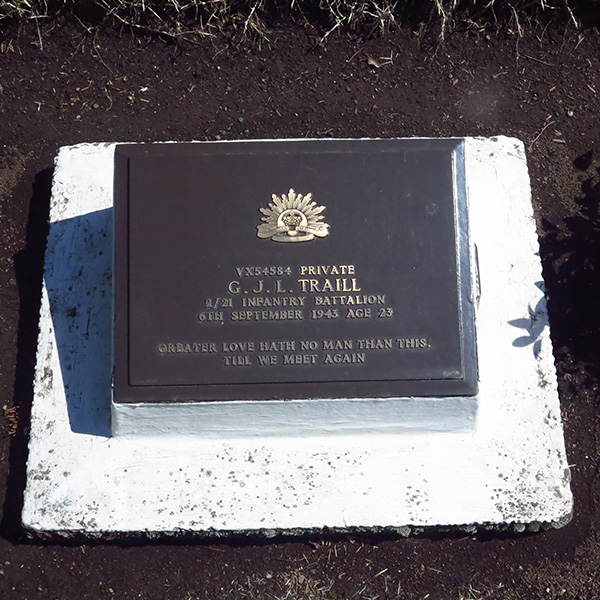 VX54584 PRIVATE
G. J. L. TRAILL
2/21 INFANTRY BATTALION
6TH SEPTEMBER 1943 AGE 23
GREATER LOVE HATH NO MAN THAN THIS.
TILL WE MEET AGAIN